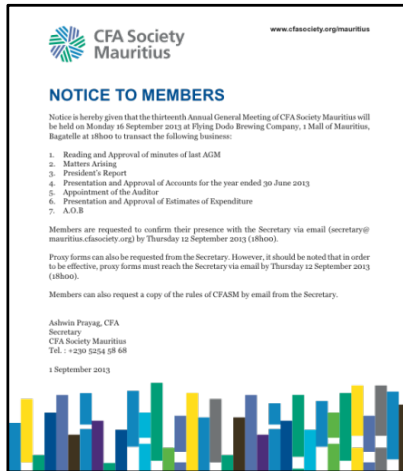 CFA Society
Mauritius
www.cfasociety.org/mauritius
NOTICE TO MEMBERS
Notice is hereby given that the thirteenth Annual General Meeting of CFA Society Mauritius will
be held on Monday 16 September 2013 at Flying Dodo Brewing Company, 1 Mall of Mauritius,
Bagatelle at 18h00 to transact the following business:
1. Reading and Approval of minutes of last AGM
2. Matters Arising
3. President's Report
4. Presentation and Approval of Accounts for the year ended 30 June 2013
5. Appointment of the Auditor
6. Presentation and Approval of Estimates of Expenditure
7. A.O.B
Members are requested to confirm their presence with the Secretary via email (secretary@
mauritius.cfasociety.org) by Thursday 12 September 2013 (18h00).
Proxy forms can also be requested from the Secretary. However, it should be noted that in order
to be effective, proxy forms must reach the Secretary via email by Thursday 12 September 2013
(18h00).
Members can also request a copy of the rules of CFASM by email from the Secretary.
Ashwin Prayag, CFA
Secretary
CFA Society Mauritius
Tel. : +230 5254 58 68
1 September 2013